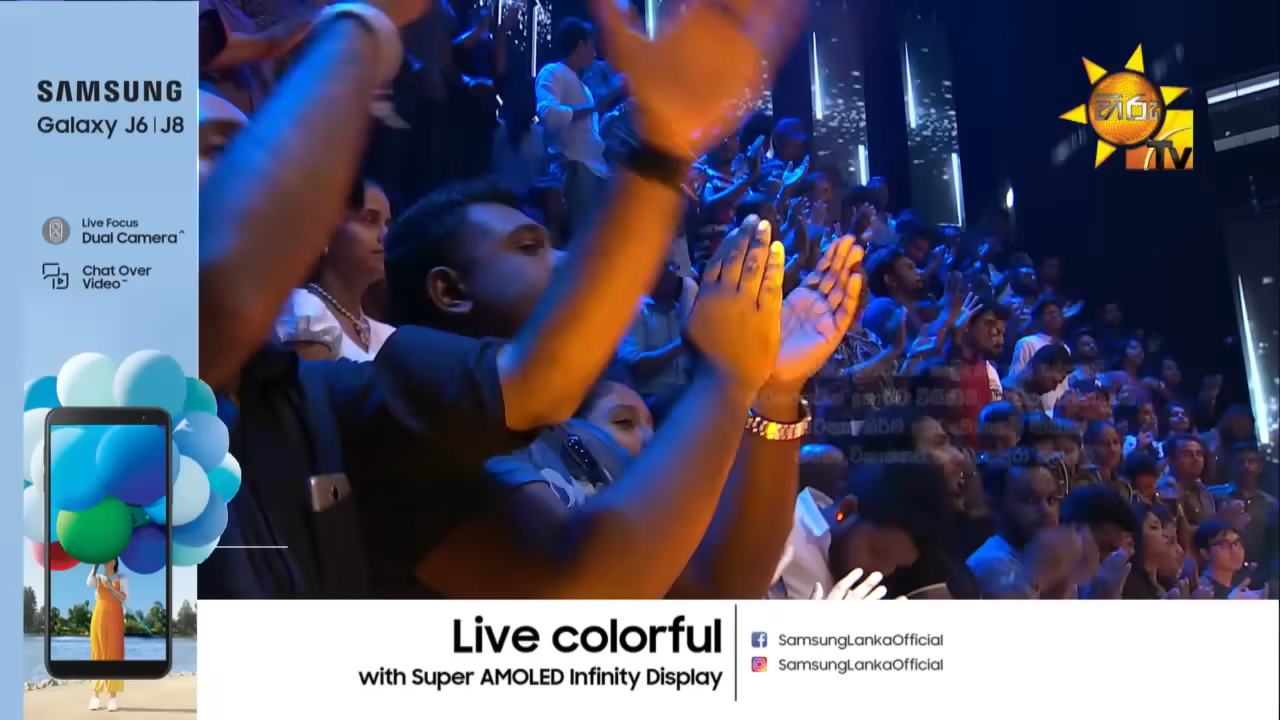 SAMSUNG
Galaxy J6 | J8
Live Focus
Dual Camera^
Chat Over
Video~
හිරු
TV
Live colorful
with Super AMOLED Infinity Display
SamsungLankaOfficial
SamsungLankaOfficial